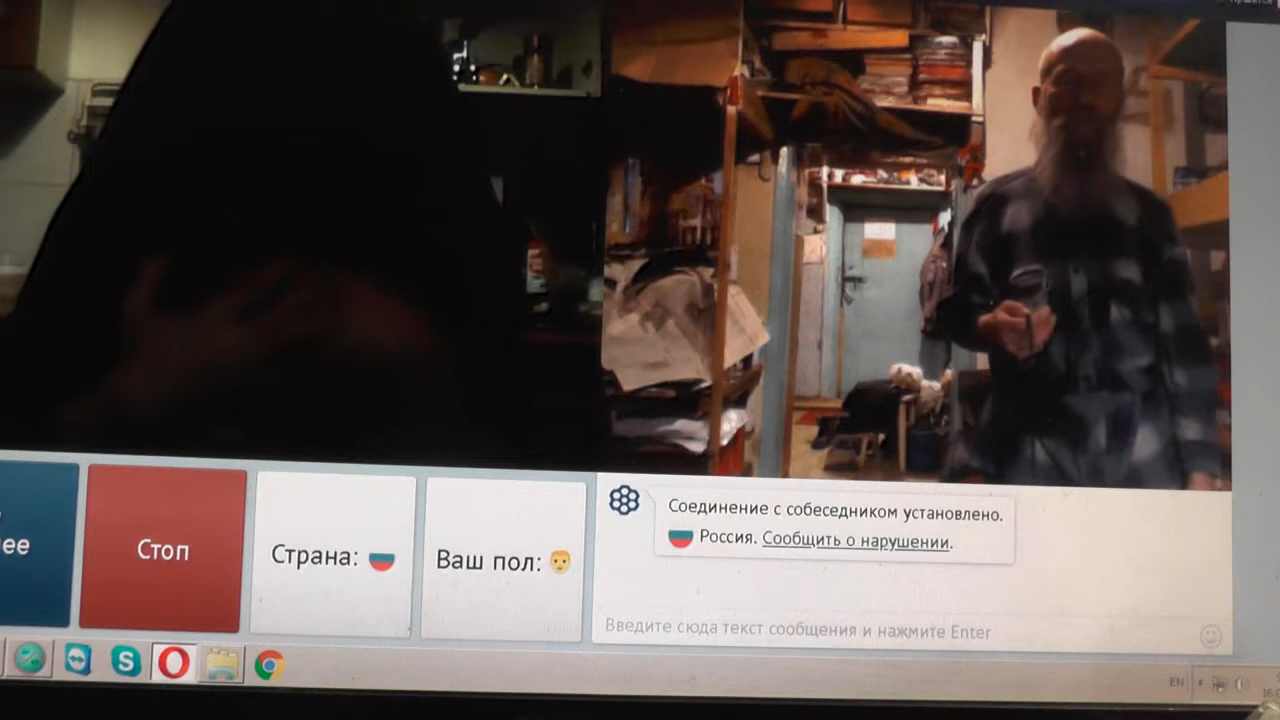 Соединение с собеседником установлено.
Россия. Сообщить о нарушении.
ее
Стоп
Страна:
Ваш пол:
Введите сюда текст сообщения и нажмите Enter
EN